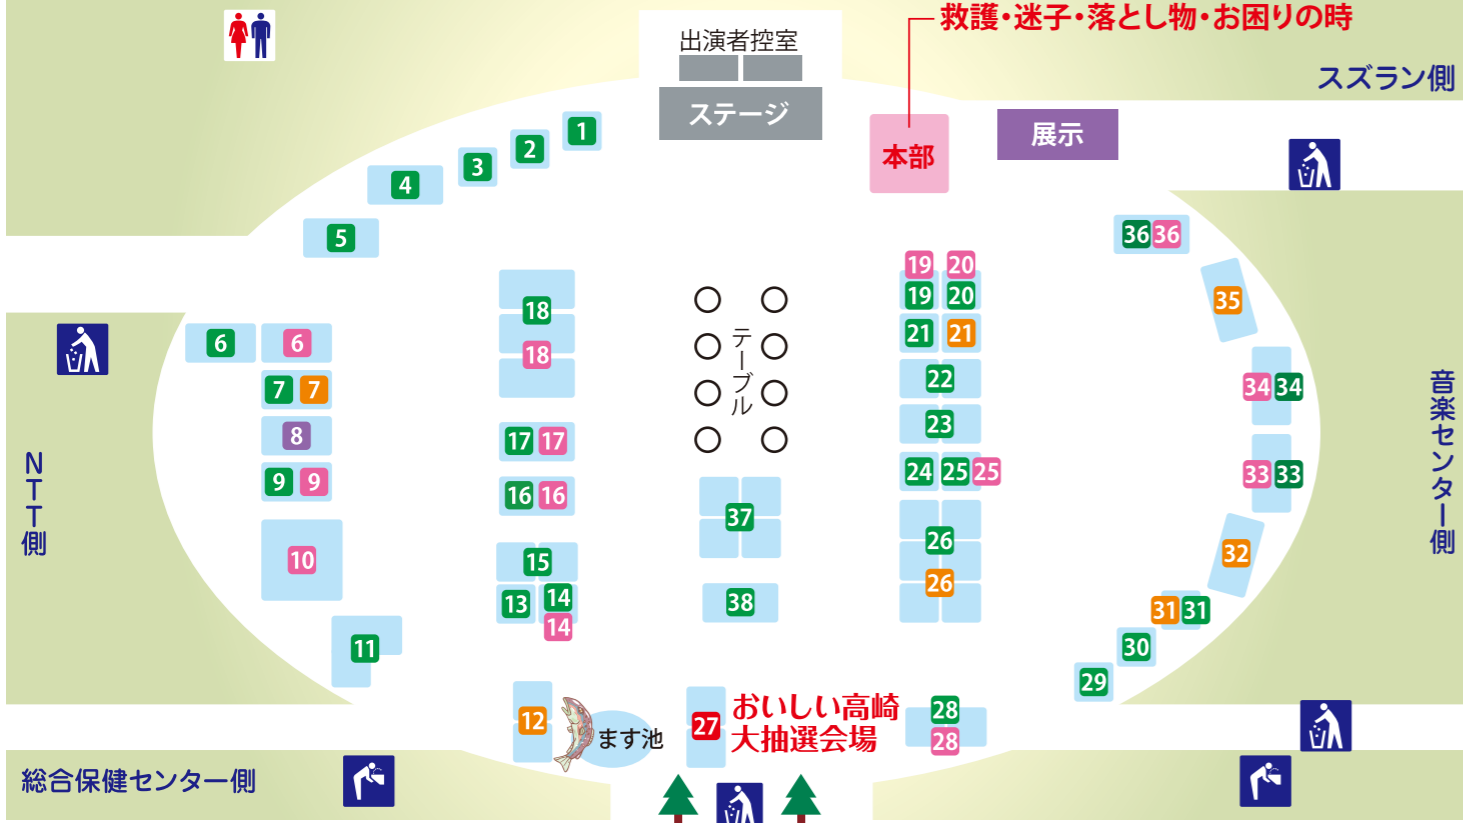 救護・迷子・落とし物・お困りの時
出演者控室
スズラン側
ステージ
本部
展示
1
2
3
4
5
36 36
35
34 34
33 33
32
31 31
30
29
6 6
7 7
8
9 9
10
11
18
18
17 17
16 16
15
13 14
14
テーブル
19 20
19 20
21 21
22
23
24 25 25
26
26
37
38
NTT側
音楽センター側
12
ます池
27
おいしい高崎
大抽選会場
28
28
総合保健センター側